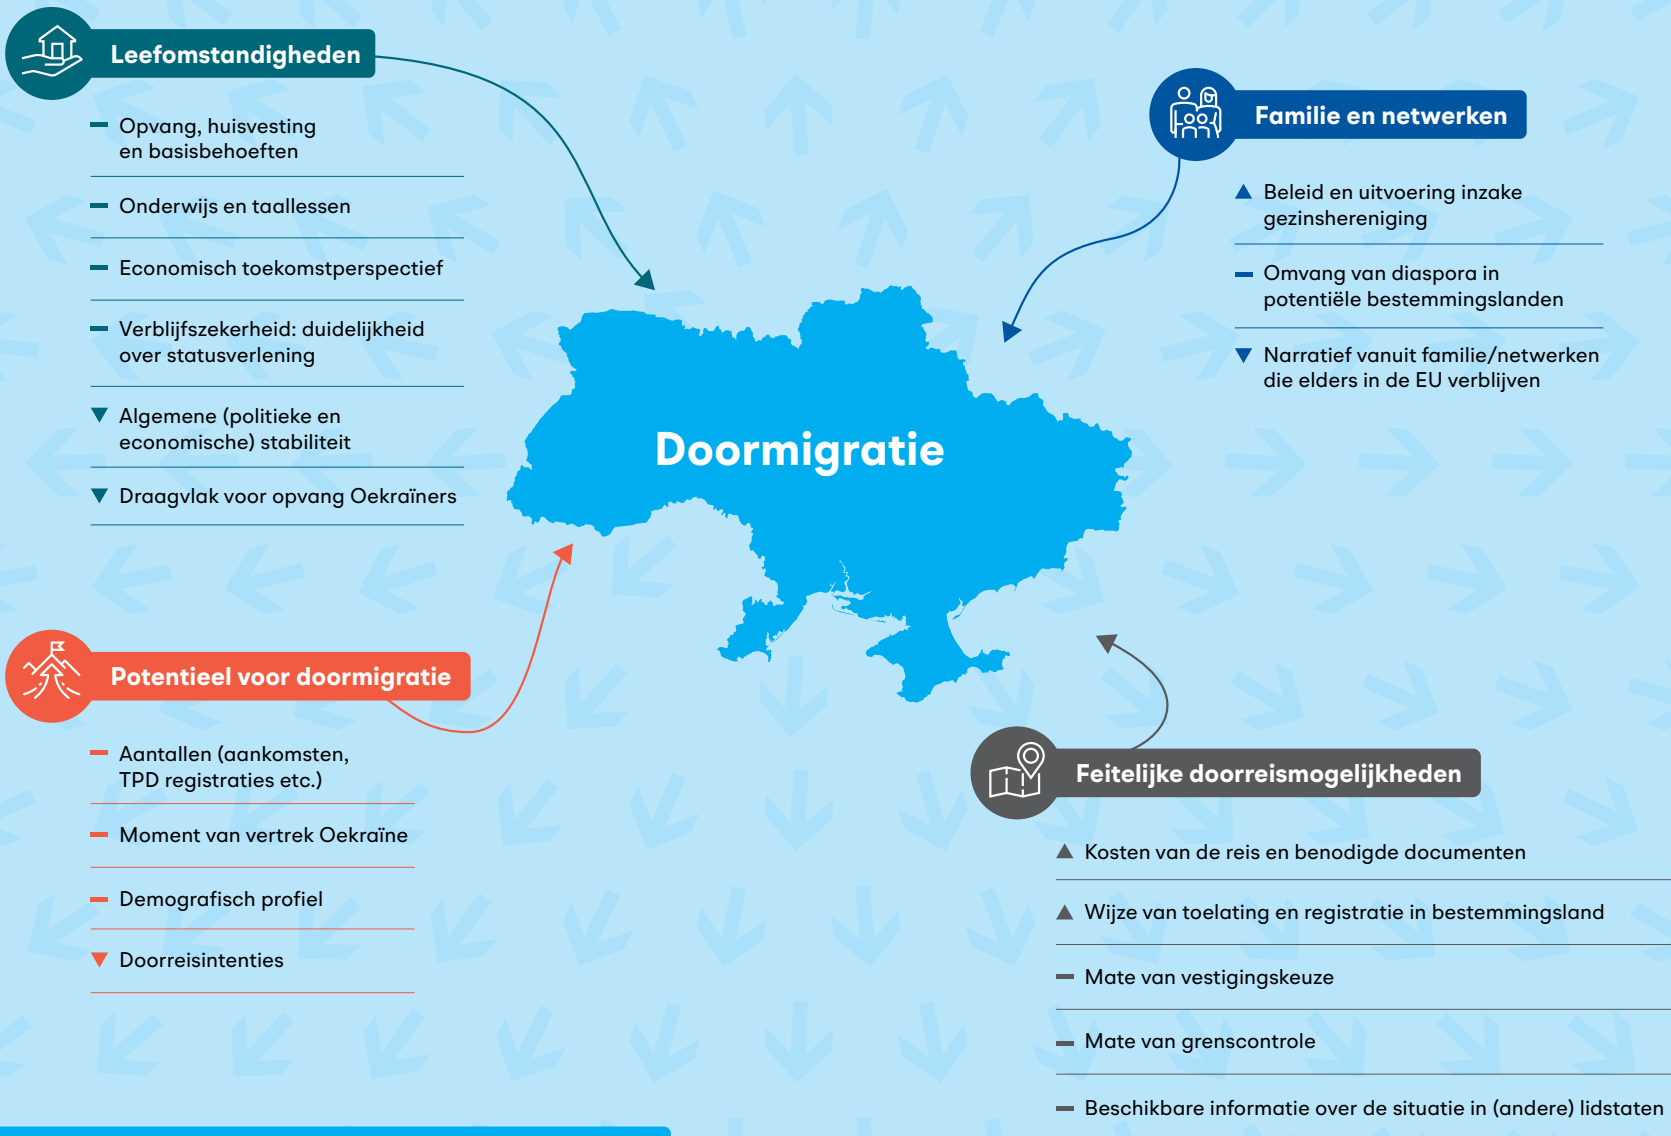 Leefomstandigheden
Opvang, huisvesting
en basisbehoeften
Onderwijs en taallessen
Economisch toekomstperspectief
Verblijfszekerheid: duidelijkheid
over statusverlening
Algemene (politieke en
economische) stabiliteit
Draagvlak voor opvang Oekraïners
Familie en netwerken
Beleid en uitvoering inzake
gezinshereniging
Omvang van diaspora in
potentiële bestemmingslanden
Narratief vanuit familie/netwerken
die elders in de EU verblijven
Doormigratie
Potentieel voor doormigratie
Aantallen (aankomsten,
TPD registraties etc.)
Moment van vertrek Oekraïne
Demografisch profiel
Doorreisintenties
Feitelijke doorreismogelijkheden
Kosten van de reis en benodigde documenten
Wijze van toelating en registratie in bestemmingsland
Mate van vestigingskeuze
Mate van grenscontrole
Beschikbare informatie over de situatie in (andere) lidstaten